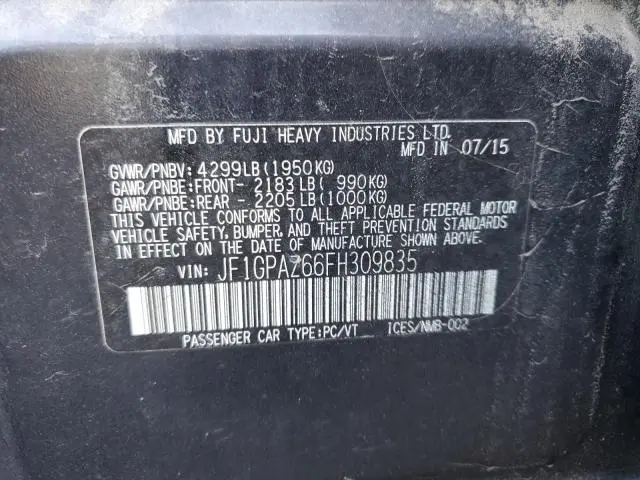 MFD BY FUJI HEAVY INDUSTRIES LTD.
MFD IN 07/15
GVWR/PNBV: 4299LB (1950KG)
GAWR/PNBE: FRONT- 2183LB ( 990KG)
GAWR/PNBE: REAR - 2205LB (1000KG)
THIS VEHICLE CONFORMS TO ALL APPLICABLE FEDERAL MOTOR
VEHICLE SAFETY, BUMPER, AND THEFT PREVENTION STANDARDS
IN EFFECT ON THE DATE OF MANUFACTURE SHOWN ABOVE.
VIN: JF1GPAZ66FH309835
PASSENGER CAR TYPE:PC/VT ICES/NMB-002